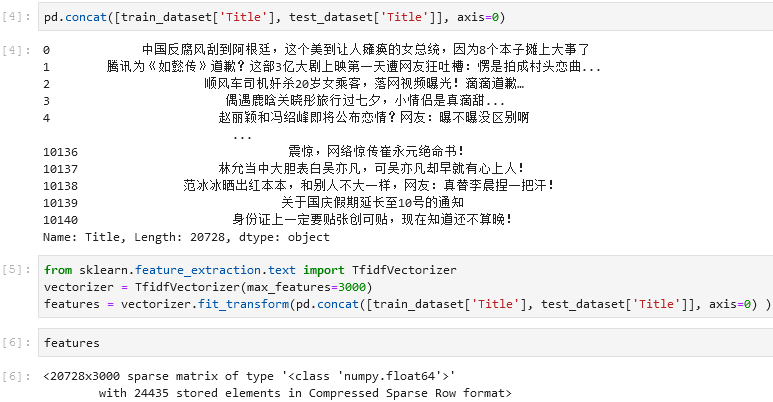 [4]: pd.concat([train_dataset['Title'], test_dataset['Title']], axis=0)
[4]: 0 中国反腐风刮到阿根廷，这个美到让人瘫痪的女总统，因为8个本子摊上大事了
1 腾讯为《如懿传》道歉？这部3亿大剧上映第一天遭网友狂吐槽：愣是拍成村头恋曲...
2 顺风车司机奸杀20岁女乘客，落网视频曝光！滴滴道歉…
3 偶遇鹿晗关晓彤旅行过七夕，小情侣是真滴甜...
4 赵丽颖和冯绍峰即将公布恋情？网友：曝不曝没区别啊
...
10136 震惊，网络惊传崔永元绝命书！
10137 林允当中大胆表白吴亦凡，可吴亦凡却早就有心上人！
10138 范冰冰晒出红本本，和别人不大一样，网友：真替李晨捏一把汗！
10139 关于国庆假期延长至10号的通知
10140 身份证上一定要贴张创可贴，现在知道还不算晚！
Name: Title, Length: 20728, dtype: object
[5]: from sklearn.feature_extraction.text import TfidfVectorizer
vectorizer = TfidfVectorizer(max_features=3000)
features = vectorizer.fit_transform(pd.concat([train_dataset['Title'], test_dataset['Title']], axis=0) )
[6]: features
[6]: <20728x3000 sparse matrix of type '<class 'numpy.float64'>'
with 24435 stored elements in Compressed Sparse Row format>